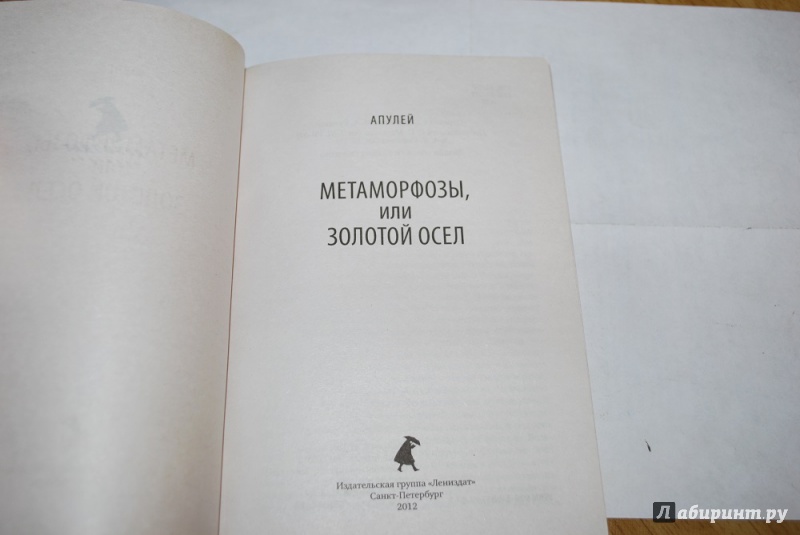 АПУЛЕЙ
МЕТАМОРФОЗЫ,
ИЛИ
ЗОЛОТОЙ ОСЕЛ
Издательская группа «Лениздат»
Санкт-Петербург
2012
Лабиринт.ру